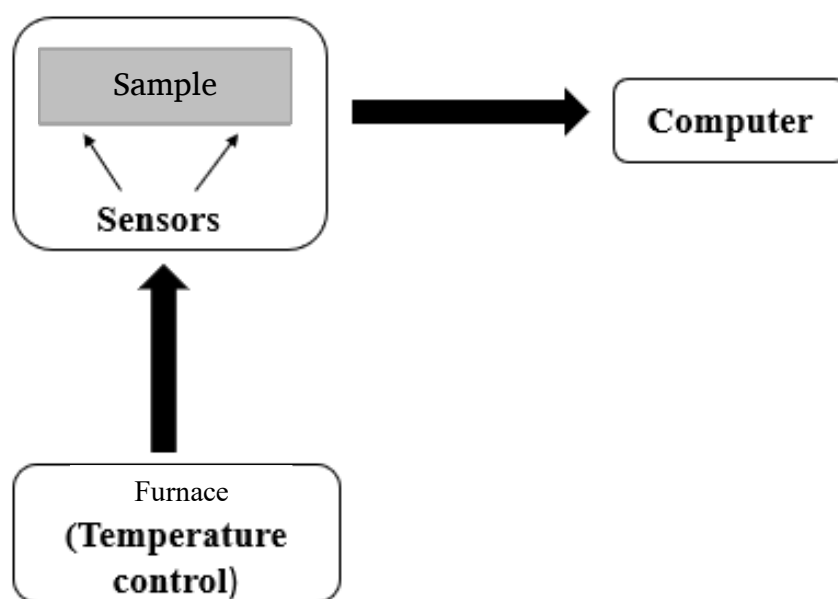 Sample
Sensors
Computer
Furnace
(Temperature
control)